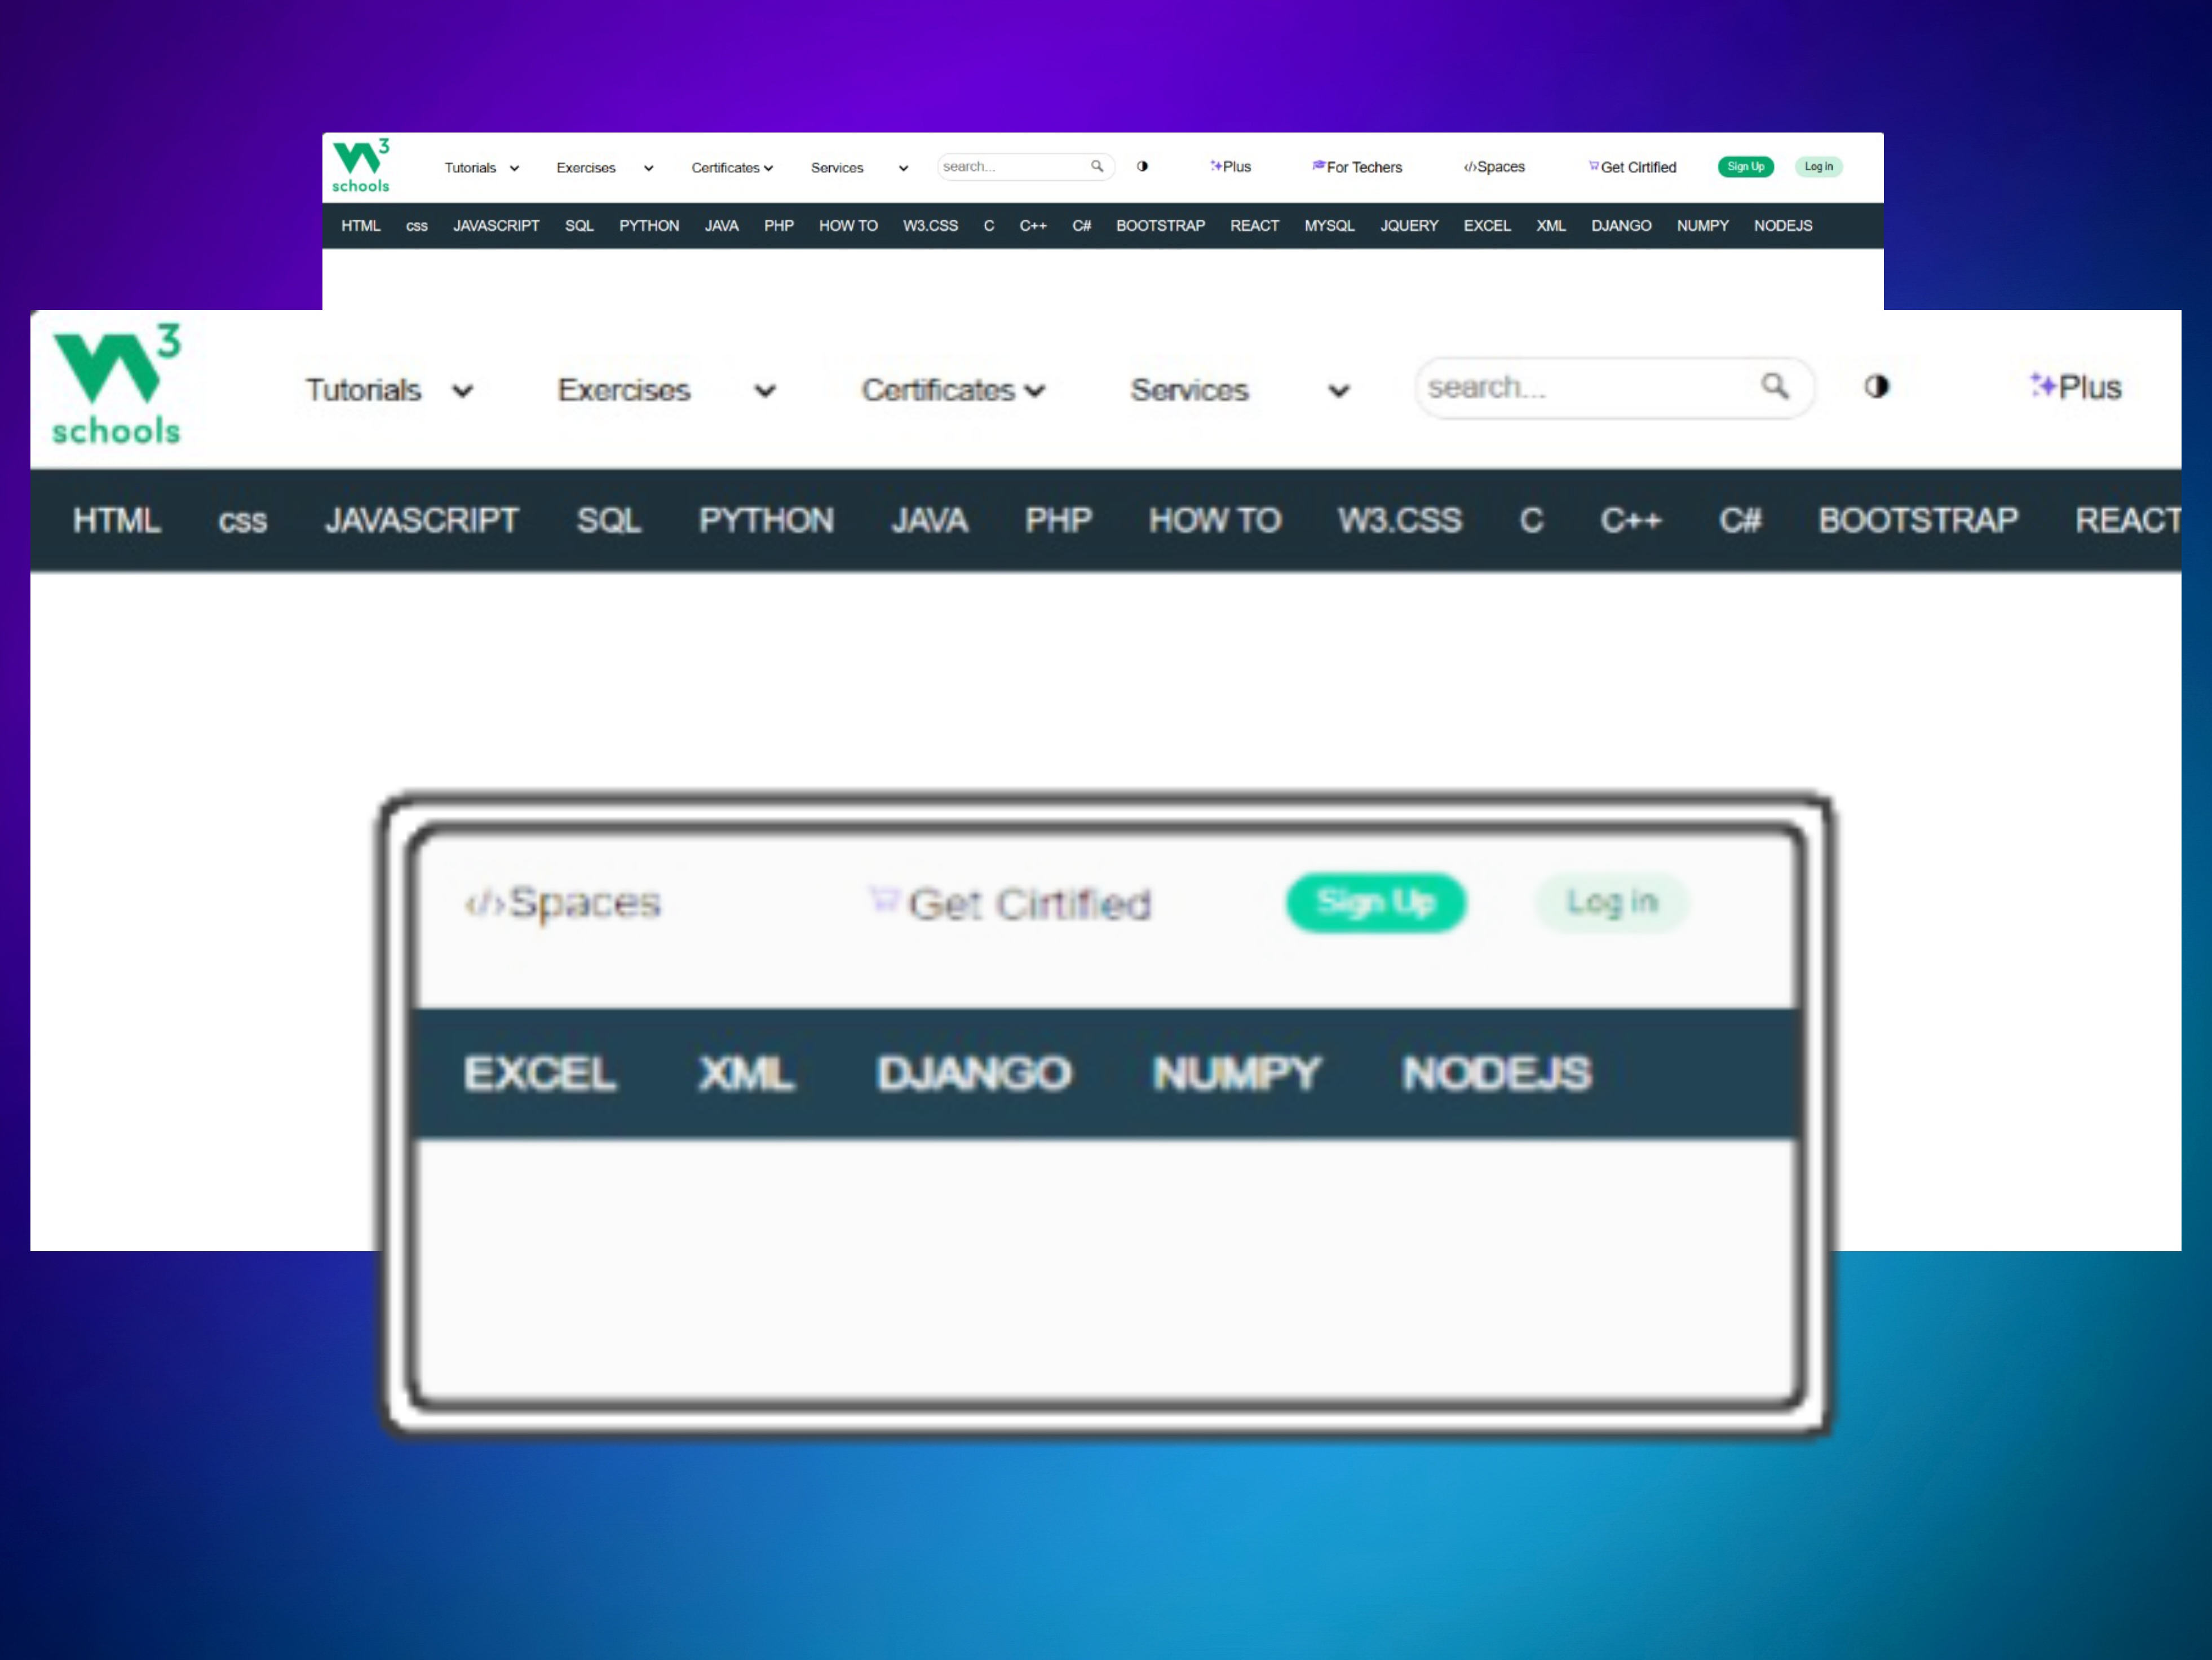 3
schools
Tutorials Exercises Certificates Services search... Plus For Techers </>Spaces Get Cirtified Sign Up Log in
HTML css JAVASCRIPT SQL PYTHON JAVA PHP HOW TO W3.CSS C C++ C# BOOTSTRAP REACT MYSQL JQUERY EXCEL XML DJANGO NUMPY NODEJS
3
schools
Tutorials Exercises Certificates Services search... Plus
HTML css JAVASCRIPT SQL PYTHON JAVA PHP HOW TO W3.CSS C C++ C# BOOTSTRAP REACT
</>Spaces Get Cirtified Sign Up Log in
EXCEL XML DJANGO NUMPY NODEJS